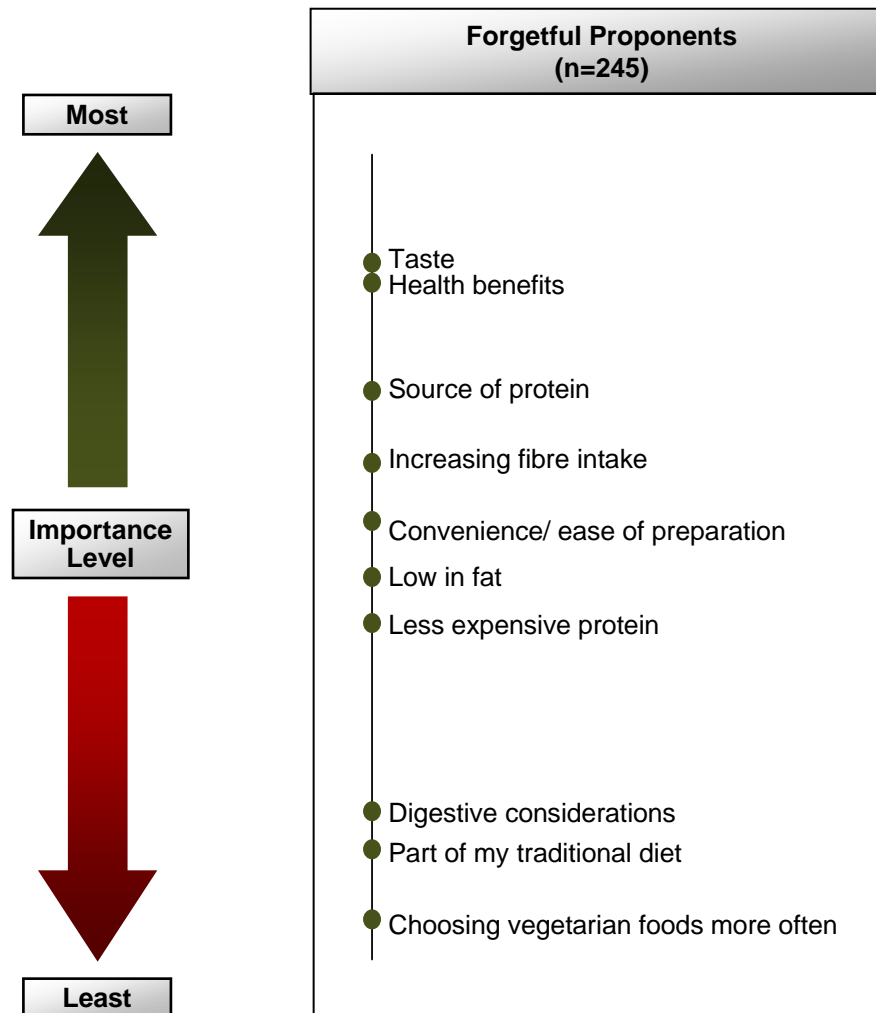 Forgetful Proponents
(n=245)
Most
Taste
Health benefits
Source of protein
Increasing fibre intake
Importance
Level
Convenience/ ease of preparation
Low in fat
Less expensive protein
Digestive considerations
Part of my traditional diet
Choosing vegetarian foods more often
Least